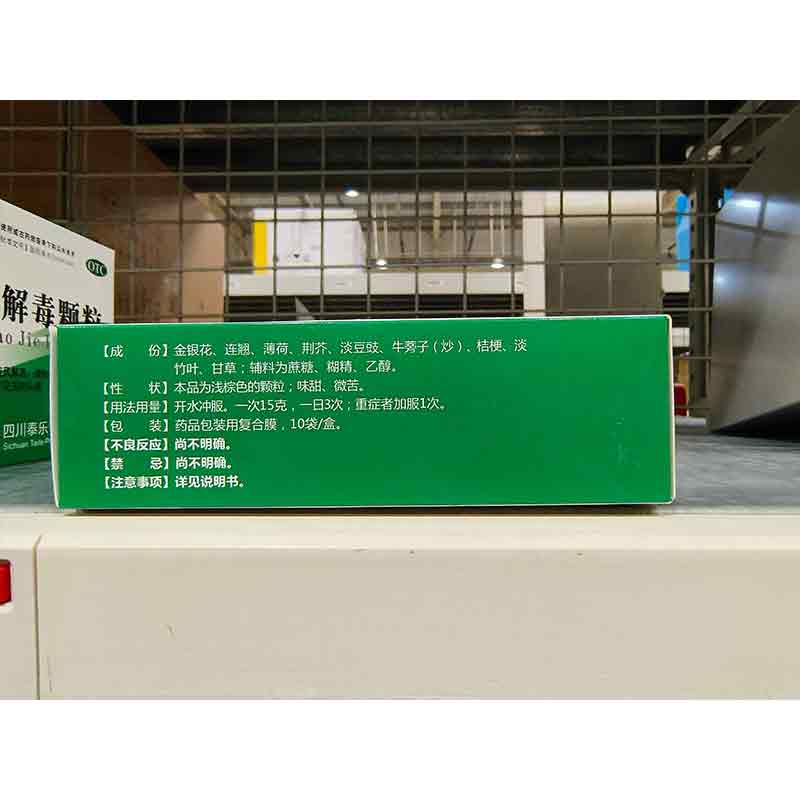 OTC
解毒颗粒
四川泰乐
【成 份】金银花、连翘、薄荷、荆芥、淡豆豉、牛蒡子（炒）、桔梗、淡
竹叶、甘草；辅料为蔗糖、糊精、乙醇。
【性 状】本品为浅棕色的颗粒；味甜、微苦。
【用法用量】开水冲服。一次15克，一日3次；重症者加服1次。
【包 装】药品包装用复合膜，10袋/盒。
【不良反应】尚不明确。
【禁 忌】尚不明确。
【注意事项】详见说明书。